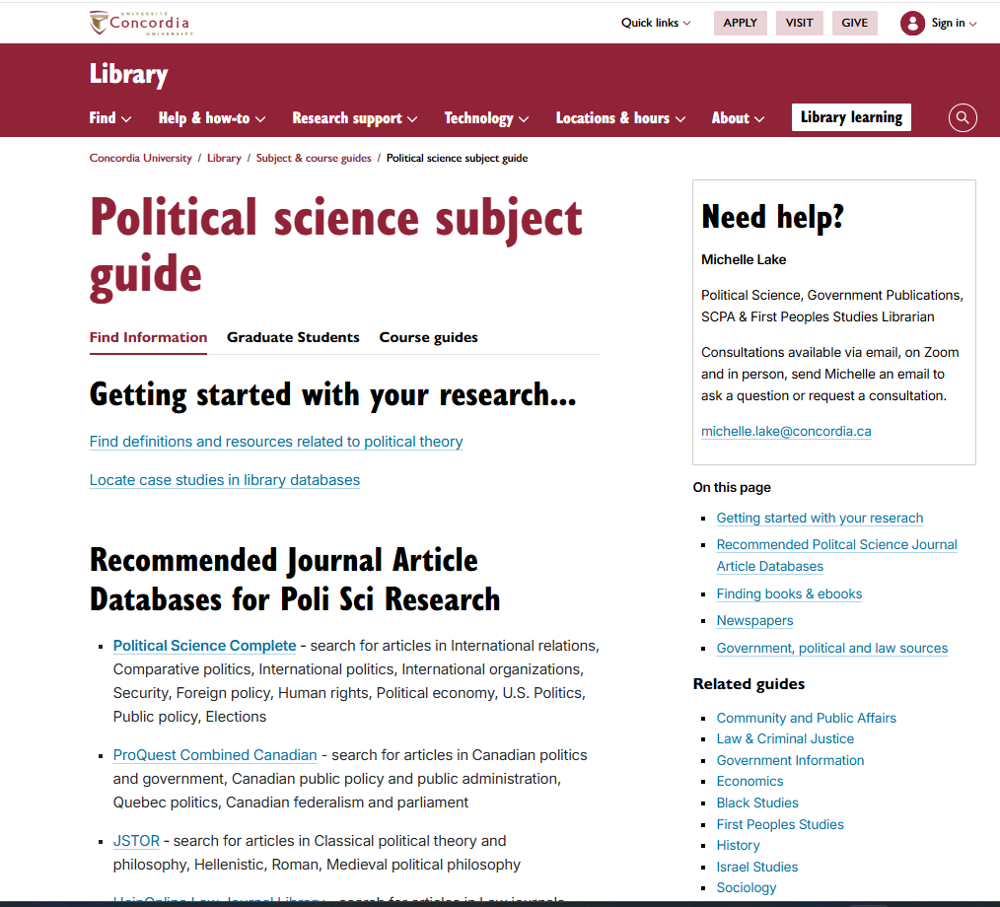 UNIVERSITÉ
Concordia
UNIVERSITY
Quick links
APPLY
VISIT
GIVE
Sign in
Library
Find
Help & how-to
Research support
Technology
Locations & hours
About
Library learning
Concordia University / Library / Subject & course guides / Political science subject guide
Political science subject
guide
Find Information
Graduate Students
Course guides
Getting started with your research...
Find definitions and resources related to political theory
Locate case studies in library databases
Recommended Journal Article
Databases for Poli Sci Research
Political Science Complete - search for articles in International relations,
Comparative politics, International politics, International organizations,
Security, Foreign policy, Human rights, Political economy, U.S. Politics,
Public policy, Elections
ProQuest Combined Canadian - search for articles in Canadian politics
and government, Canadian public policy and public administration,
Quebec politics, Canadian federalism and parliament
JSTOR - search for articles in Classical political theory and
philosophy, Hellenistic, Roman, Medieval political philosophy
HeinOnline Law Journal Library - search for articles in Law journals
Need help?
Michelle Lake
Political Science, Government Publications,
SCPA & First Peoples Studies Librarian
Consultations available via email, on Zoom
and in person, send Michelle an email to
ask a question or request a consultation.
michelle.lake@concordia.ca
On this page
Getting started with your reserach
Recommended Politcal Science Journal
Article Databases
Finding books & ebooks
Newspapers
Government, political and law sources
Related guides
Community and Public Affairs
Law & Criminal Justice
Government Information
Economics
Black Studies
First Peoples Studies
History
Israel Studies
Sociology